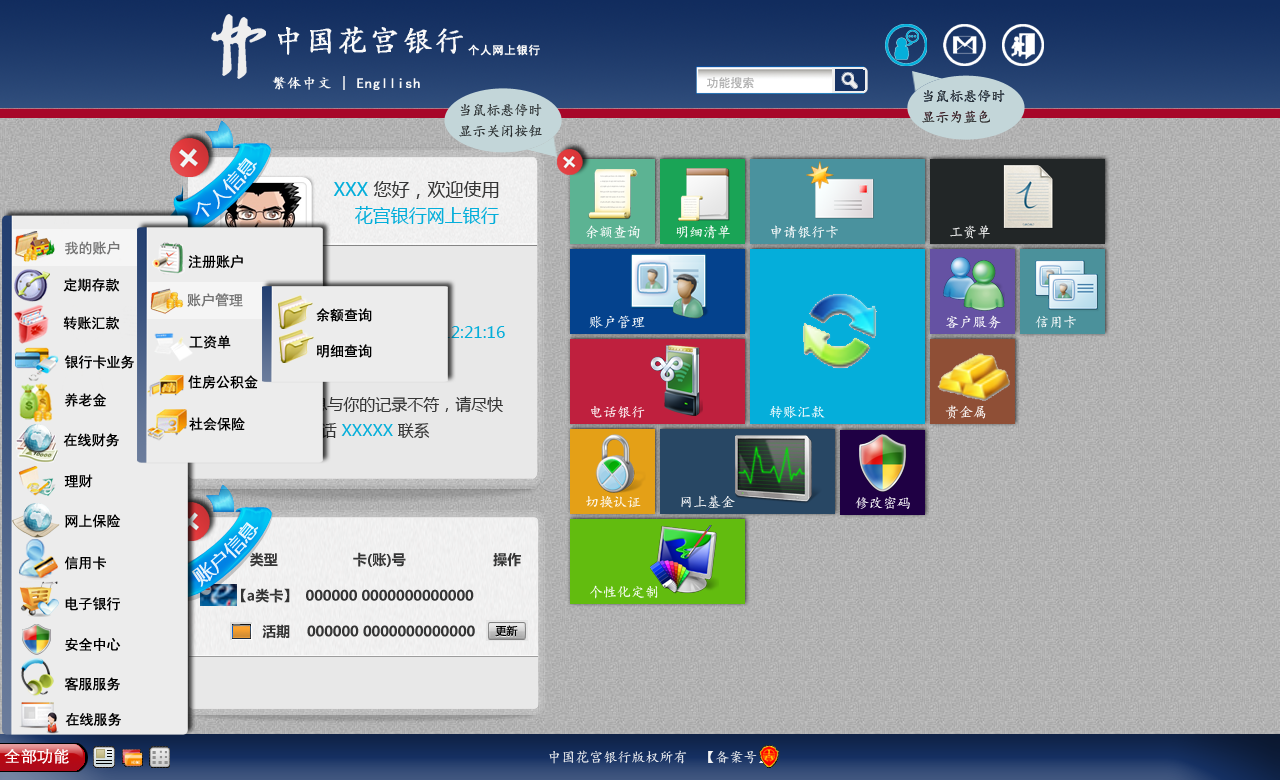 中国花宫银行
个人网上银行
繁体中文 | Engllish
功能搜索
当鼠标悬停时
显示关闭按钮
当鼠标悬停时
显示为蓝色
个人信息
XXX 您好，欢迎使用
花宫银行网上银行
2:21:16
与你的记录不符，请尽快
话 XXXXX 联系
我的账户
定期存款
转账汇款
银行卡业务
养老金
在线财务
理财
网上保险
信用卡
电子银行
安全中心
客服服务
在线服务
注册账户
账户管理
工资单
住房公积金
社会保险
余额查询
明细查询
账户信息
类型 卡(账)号 操作
【a类卡】 000000 0000000000000
活期 000000 0000000000000 更新
余额查询
明细清单
申请银行卡
工资单
账户管理
转账汇款
客户服务
信用卡
电话银行
贵金属
切换认证
网上基金
修改密码
个性化定制
全部功能
中国花宫银行版权所有 【备案号】